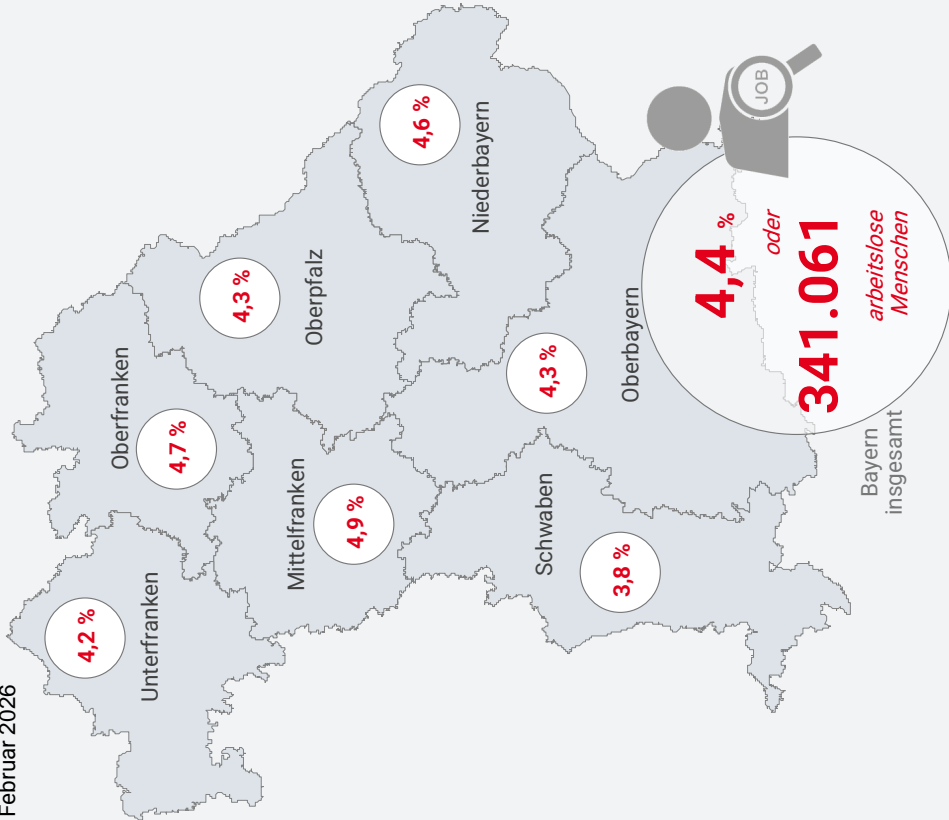 Februar 2026
4,2 %
Unterfranken
4,7 %
Oberfranken
4,9 %
Mittelfranken
4,3 %
Oberpfalz
4,6 %
Niederbayern
3,8 %
Schwaben
4,3 %
Oberbayern
JOB
4,4 %
oder
341.061
arbeitslose
Menschen
Bayern
insgesamt